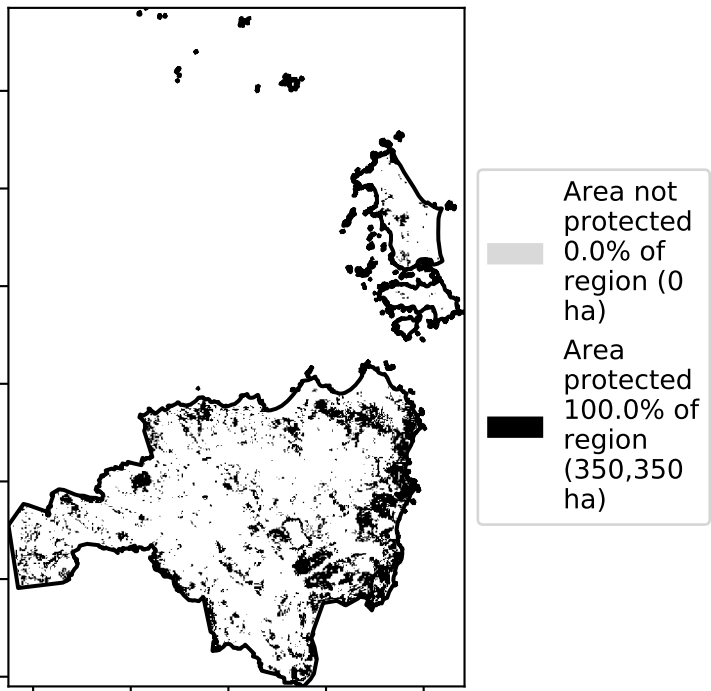 Area not
protected
0.0% of
region (0
ha)
Area
protected
100.0% of
region
(350,350
ha)